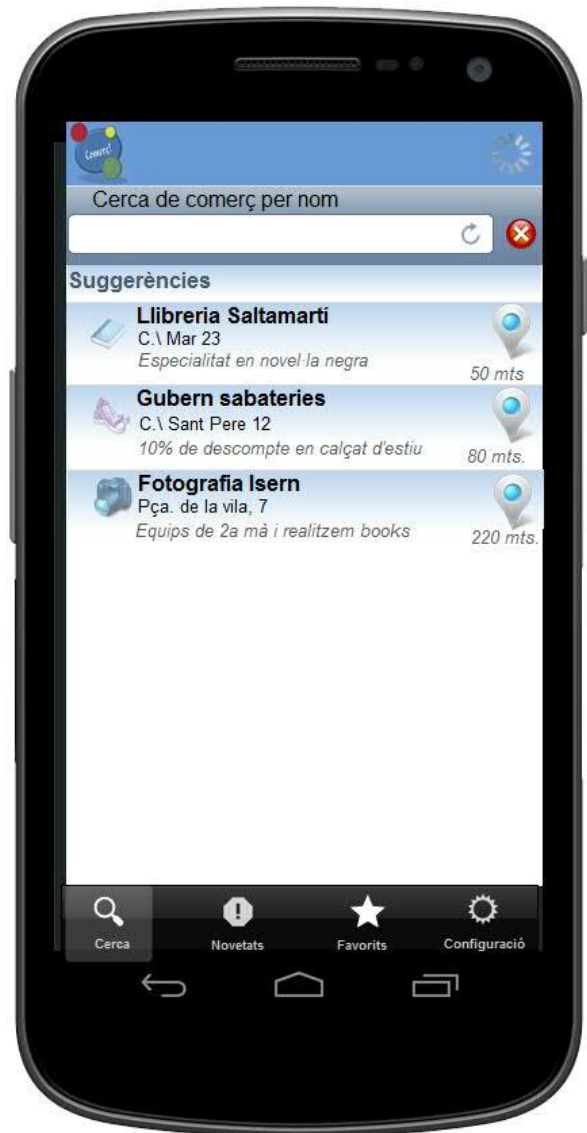 Comerç!
Cerca de comerç per nom
Suggerències
Llibreria Saltamartí
C.\ Mar 23
Especialitat en novel·la negra
50 mts
Gubern sabateries
C.\ Sant Pere 12
10% de descompte en calçat d'estiu
80 mts.
Fotografia Isern
Pça. de la vila, 7
Equips de 2a mà i realitzem books
220 mts.
Cerca
Novetats
Favorits
Configuració